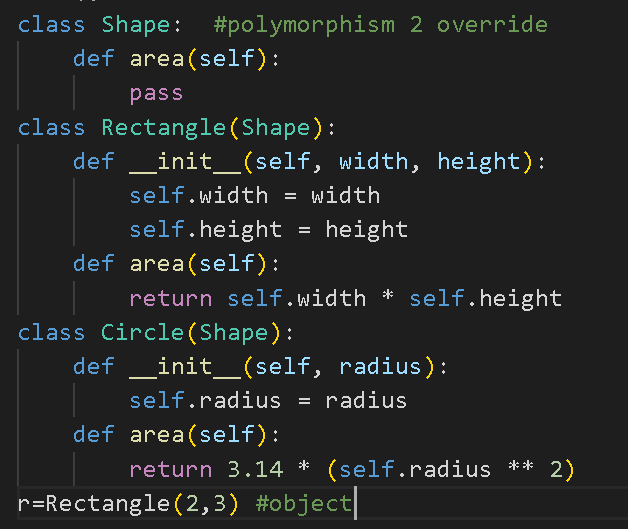 class Shape:  #polymorphism 2 override
    def area(self):
        pass
class Rectangle(Shape):
    def __init__(self, width, height):
        self.width = width
        self.height = height
    def area(self):
        return self.width * self.height
class Circle(Shape):
    def __init__(self, radius):
        self.radius = radius
    def area(self):
        return 3.14 * (self.radius ** 2)
r=Rectangle(2,3) #object